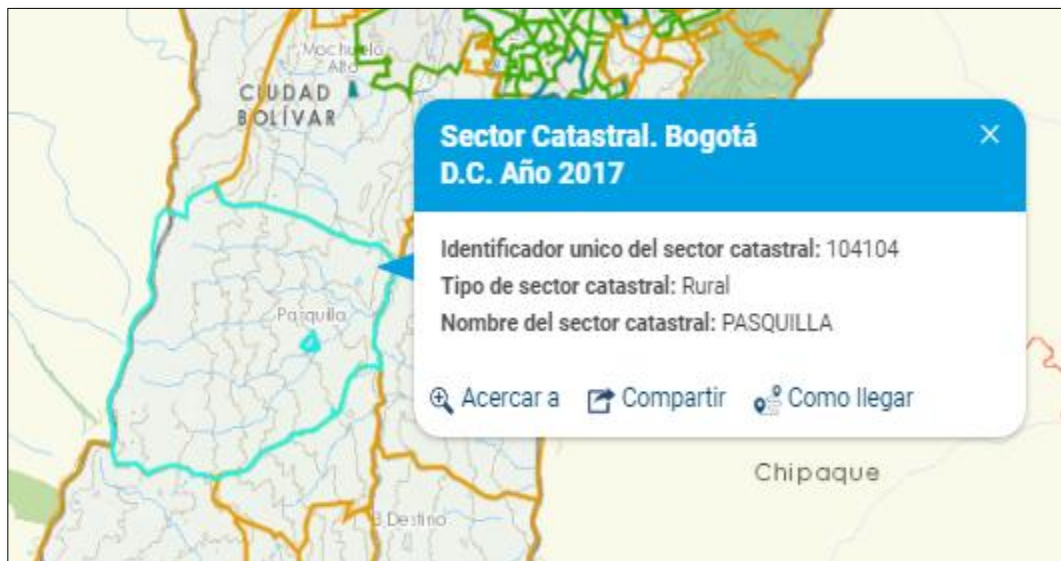 Mochuelo
Alto
CIUDAD
BOLÍVAR
Sector Catastral. Bogotá
D.C. Año 2017
Identificador unico del sector catastral: 104104
Tipo de sector catastral: Rural
Nombre del sector catastral: PASQUILLA
Pasquilla
Acercar a Compartir Como llegar
Chipaque
El Destino